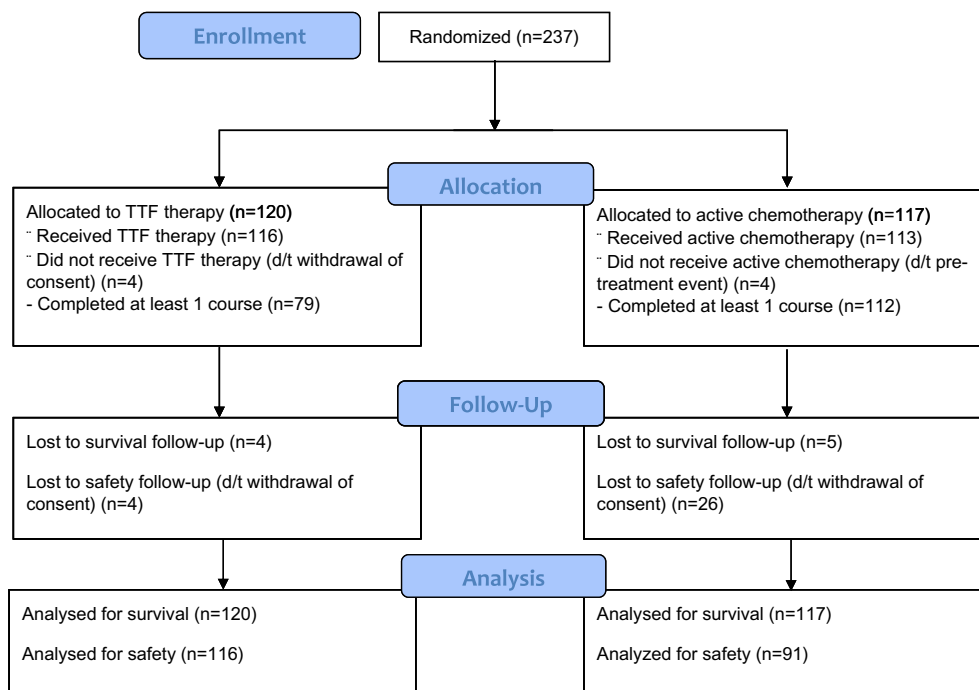 Enrollment
Randomized (n=237)
Allocation
Allocated to TTF therapy (n=120)
¨ Received TTF therapy (n=116)
¨ Did not receive TTF therapy (d/t withdrawal of
consent) (n=4)
- Completed at least 1 course (n=79)
Allocated to active chemotherapy (n=117)
¨ Received active chemotherapy (n=113)
¨ Did not receive active chemotherapy (d/t pre-
treatment event) (n=4)
- Completed at least 1 course (n=112)
Follow-Up
Lost to survival follow-up (n=4)
Lost to safety follow-up (d/t withdrawal of
consent) (n=4)
Lost to survival follow-up (n=5)
Lost to safety follow-up (d/t withdrawal of
consent) (n=26)
Analysis
Analysed for survival (n=120)
Analysed for safety (n=116)
Analysed for survival (n=117)
Analyzed for safety (n=91)